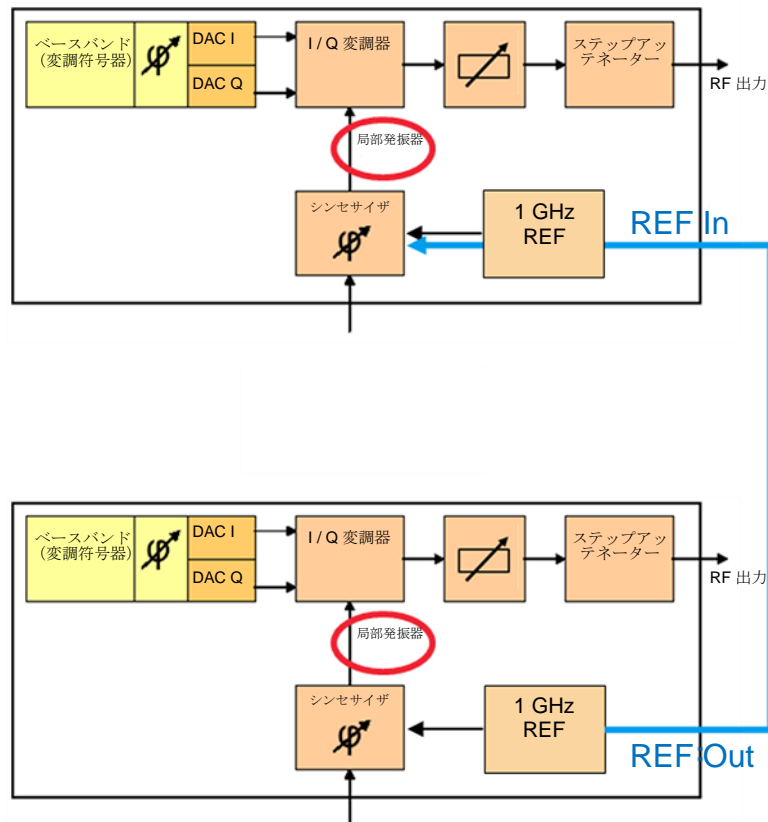 ベースバンド
(変調符号器)
φ
DAC I
DAC Q
I / Q 変調器
ステップアッ
テネーター
RF 出力
局部発振器
シンセサイザ
φ
1 GHz
REF
REF In
ベースバンド
(変調符号器)
φ
DAC I
DAC Q
I / Q 変調器
ステップアッ
テネーター
RF 出力
局部発振器
シンセサイザ
φ
1 GHz
REF
REF Out